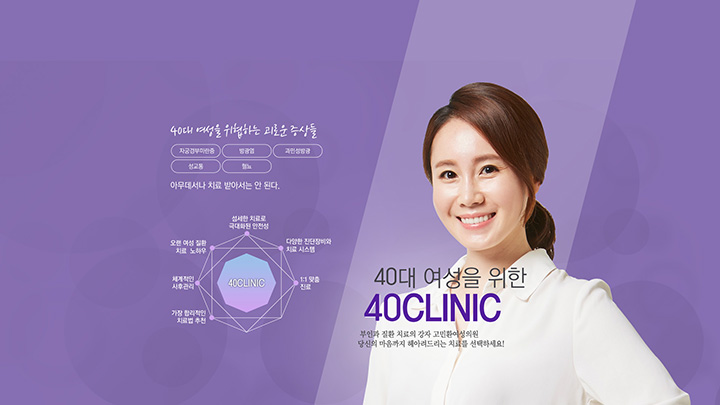 40대 여성을 위협하는 괴로운 증상들
자궁경부미란증
방광염
과민성방광
성교통
혈뇨
아무데서나 치료 받아서는 안 된다.
섬세한 치료로
극대화된 안전성
오랜 여성 질환
치료 노하우
다양한 진단장비와
치료 시스템
체계적인
사후관리
40CLINIC
1:1 맞춤
진료
가장 합리적인
치료법 추천
40대 여성을 위한
40CLINIC
부인과 질환 치료의 강자 고민환여성의원
당신의 마음까지 헤아려드리는 치료를 선택하세요!